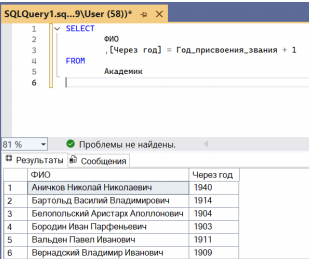 SQLQuery1.sq...9\User (58))*
1 SELECT
2 ФИО
3 ,[Через год] = Год_присвоения_звания + 1
4 FROM
5 Академик
6
81 % Проблемы не найдены.
Результаты Сообщения
ФИО Через год
1 Аничков Николай Николаевич 1940
2 Бартольд Василий Владимирович 1914
3 Белопольский Аристарх Аполлонович 1904
4 Бородин Иван Парфеньевич 1903
5 Вальден Павел Иванович 1911
6 Вернадский Владимир Иванович 1909